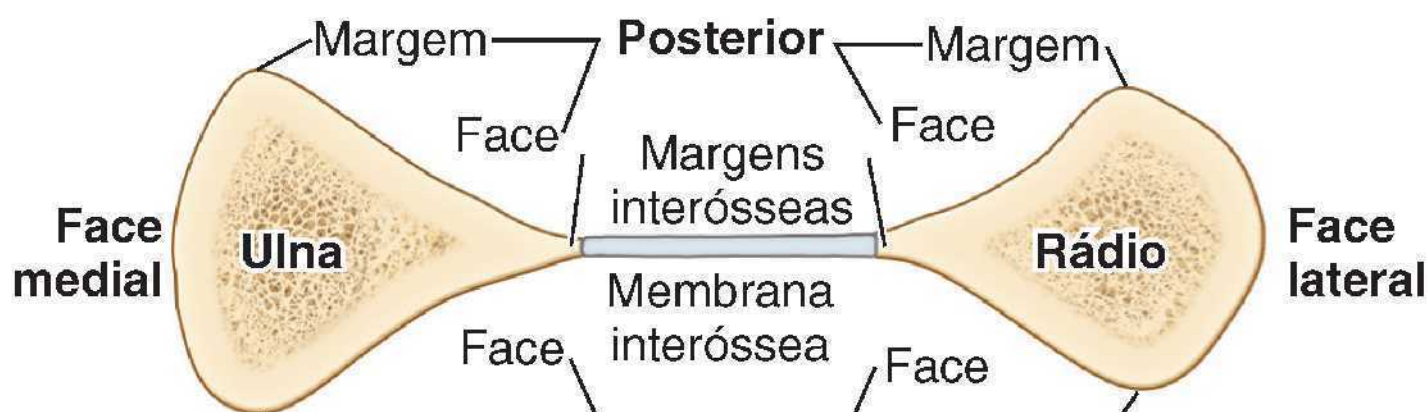 Margem Posterior Margem
Face Face
Margens
interósseas
Face
medial
Ulna
Rádio
Face
lateral
Membrana
interóssea
Face Face